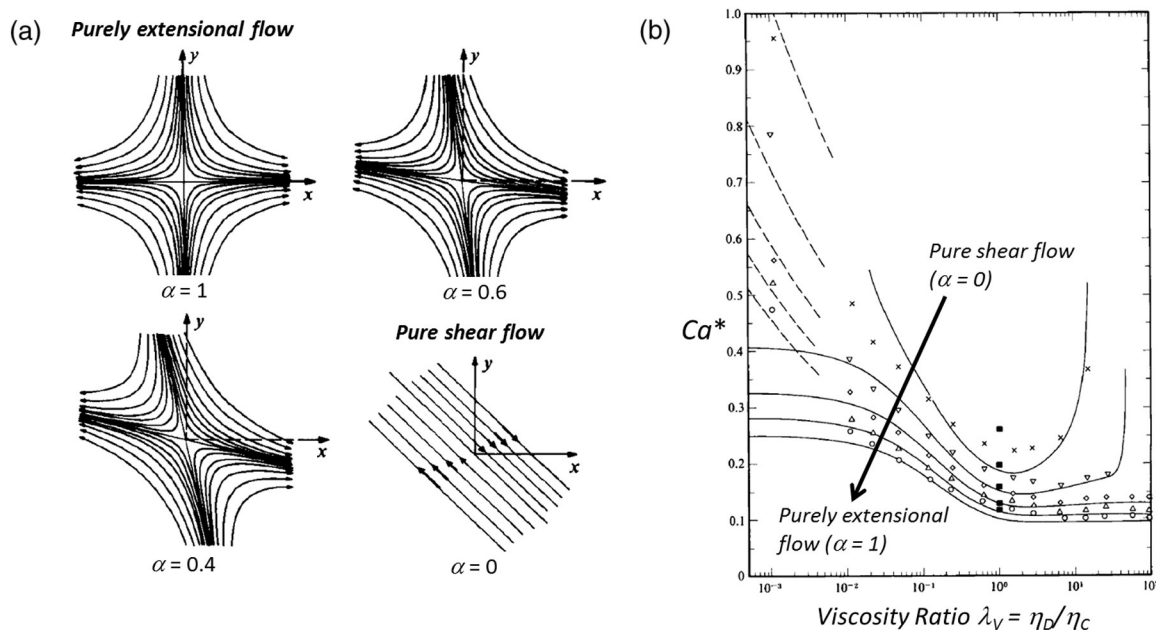 (a)
Purely extensional flow
y
x
α = 1
y
x
α = 0.6
y
x
α = 0.4
Pure shear flow
y
x
α = 0
(b)
1.0
0.9
0.8
0.7
0.6
0.5
0.4
0.3
0.2
0.1
0
Ca*
Pure shear flow
(α = 0)
Purely extensional
flow (α = 1)
10⁻³ 10⁻² 10⁻¹ 10⁰ 10¹
Viscosity Ratio λV = ηD/ηC